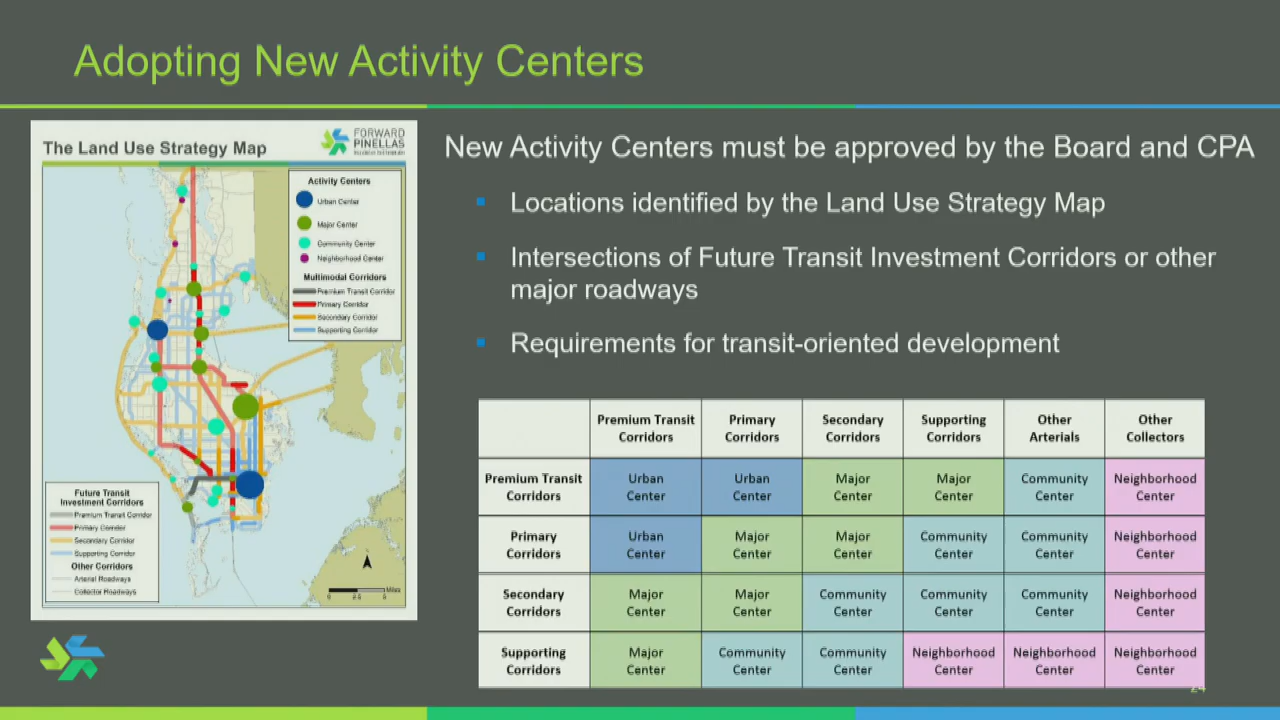 Adopting New Activity Centers
The Land Use Strategy Map
FORWARD
PINELLAS
Activity Centers
Urban Center
Major Center
Community Center
Neighborhood Center
Multimodal Corridors
Premium Transit Corridor
Primary Corridor
Secondary Corridor
Supporting Corridor
Future Transit
Investment Corridors
Premium Transit Corridor
Primary Corridor
Secondary Corridor
Supporting Corridor
Other Corridors
Arterial Roadways
Collector Roadways
Miles
New Activity Centers must be approved by the Board and CPA
Locations identified by the Land Use Strategy Map
Intersections of Future Transit Investment Corridors or other
major roadways
Requirements for transit-oriented development
Premium Transit Primary Secondary Supporting Other Other
Corridors Corridors Corridors Corridors Arterials Collectors
Premium Transit Urban Urban Major Major Community Neighborhood
Corridors Center Center Center Center Center Center
Primary Urban Major Major Community Community Neighborhood
Corridors Center Center Center Center Center Center
Secondary Major Major Community Community Community Neighborhood
Corridors Center Center Center Center Center Center
Supporting Major Community Community Neighborhood Neighborhood Neighborhood
Corridors Center Center Center Center Center Center
24